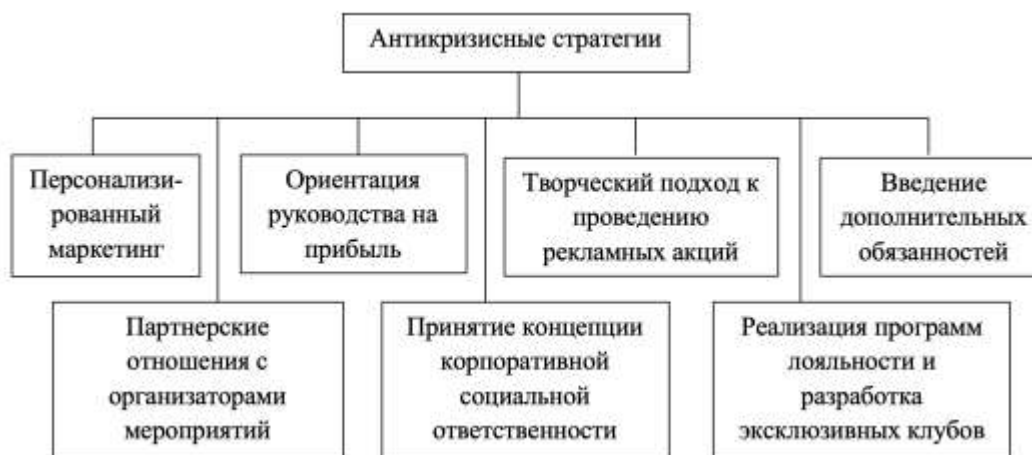 Антикризисные стратегии
Персонализи-
рованный
маркетинг
Ориентация
руководства на
прибыль
Творческий подход к
проведению
рекламных акций
Введение
дополнительных
обязанностей
Партнерские
отношения с
организаторами
мероприятий
Принятие концепции
корпоративной
социальной
ответственности
Реализация программ
лояльности и
разработка
эксклюзивных клубов